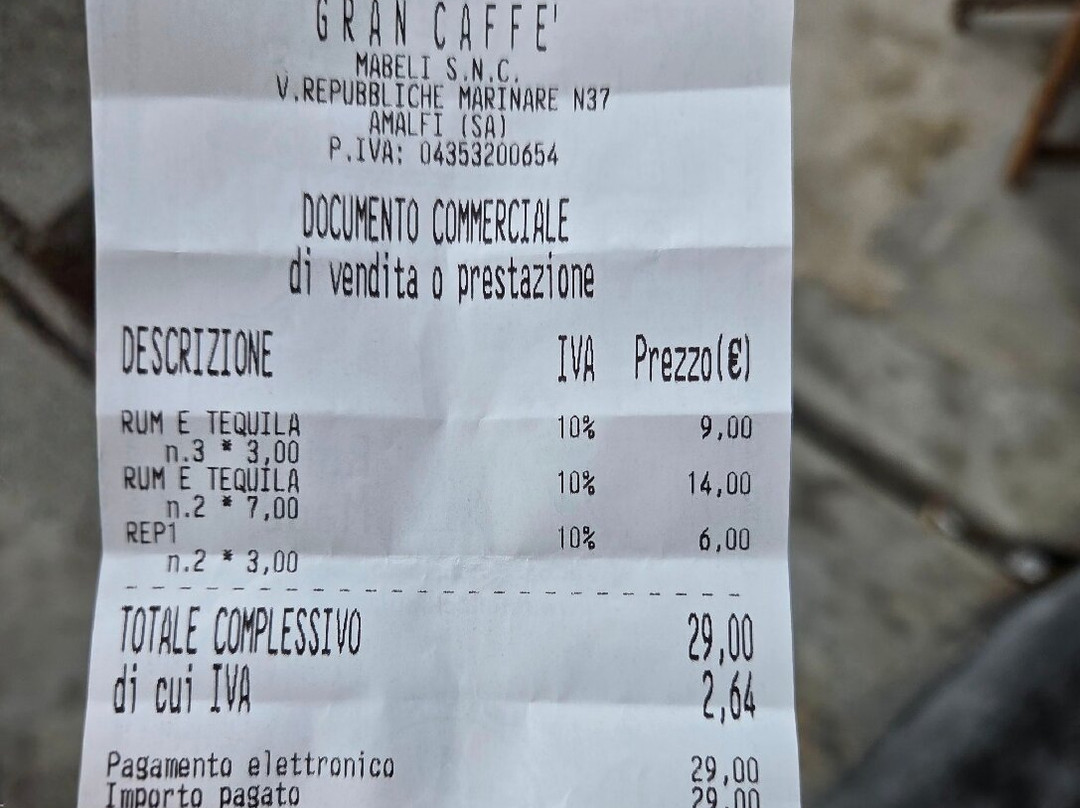 GRAN CAFFE'
MABELI S.N.C.
V.REPUBBLICHE MARINARE N37
AMALFI (SA)
P.IVA: 04353200654
DOCUMENTO COMMERCIALE
di vendita o prestazione
DESCRIZIONE IVA Prezzo(€)
RUM E TEQUILA 10% 9,00
n.3 * 3,00
RUM E TEQUILA 10% 14,00
n.2 * 7,00
REP1 10% 6,00
n.2 * 3,00
TOTALE COMPLESSIVO 29,00
di cui IVA 2,64
Pagamento elettronico 29,00
Importo pagato 29,00